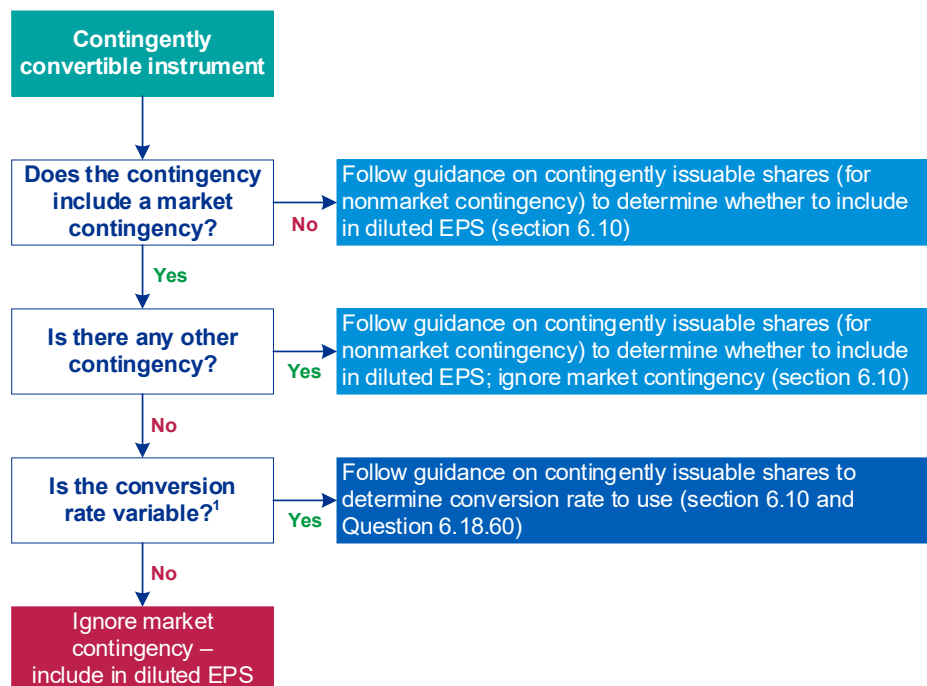 Contingently
convertible instrument
Does the contingency
include a market
contingency?
No
Follow guidance on contingently issuable shares (for
nonmarket contingency) to determine whether to include
in diluted EPS (section 6.10)
Yes
Is there any other
contingency?
Yes
Follow guidance on contingently issuable shares (for
nonmarket contingency) to determine whether to include
in diluted EPS; ignore market contingency (section 6.10)
No
Is the conversion
rate variable?1
Yes
Follow guidance on contingently issuable shares to
determine conversion rate to use (section 6.10 and
Question 6.18.60)
No
Ignore market
contingency –
include in diluted EPS